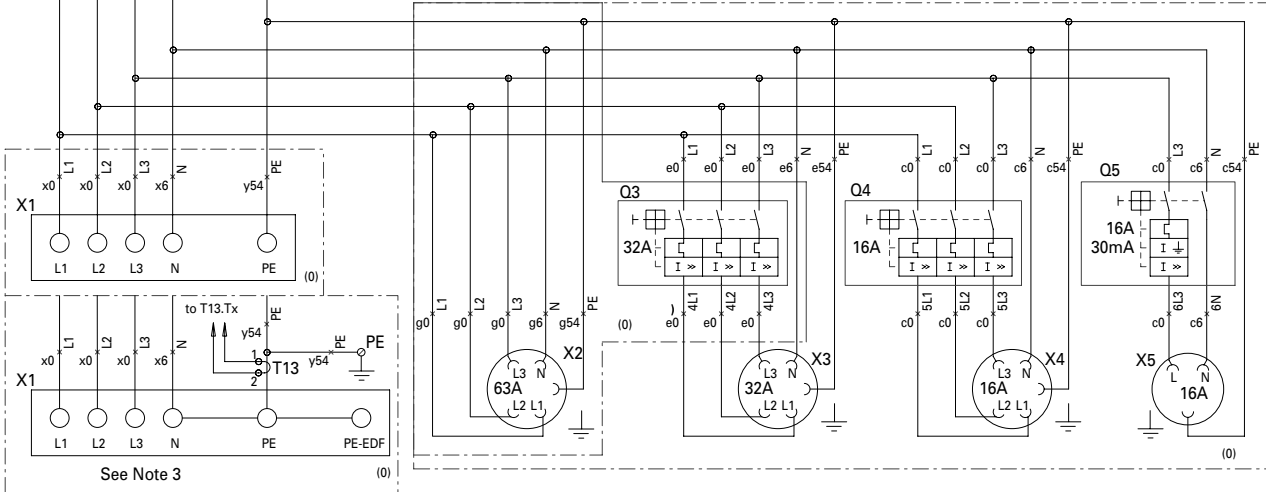 L1 L2 L3 N PE
x0 x0 x0 x6 y54
X1
L1 L2 L3 N PE
(0)
to T13.Tx
L1 L2 L3 N PE
x0 x0 x0 x6 y54
1
2
T13
PE
y54
PE
X1
L1 L2 L3 N PE PE-EDF
See Note 3
(0)
L1 L2 L3 N PE
g0 g0 g0 g6 g54
X2
L3 N
63A
L2 L1
L1 L2 L3 N PE
e0 e0 e0 e6 e54
Q3
32A
I >> I >> I >>
(0)
) 4L1 4L2 4L3
e0 e0 e0
X3
L3 N
32A
L2 L1
L1 L2 L3 N PE
c0 c0 c0 c6 c54
Q4
16A
I >> I >> I >>
5L1 5L2 5L3
c0 c0 c0
X4
L3 N
16A
L2 L1
L3 N PE
c0 c6 c54
Q5
16A
30mA
I
I >>
6L3 6N
c0 c6
X5
L N
16A
(0)